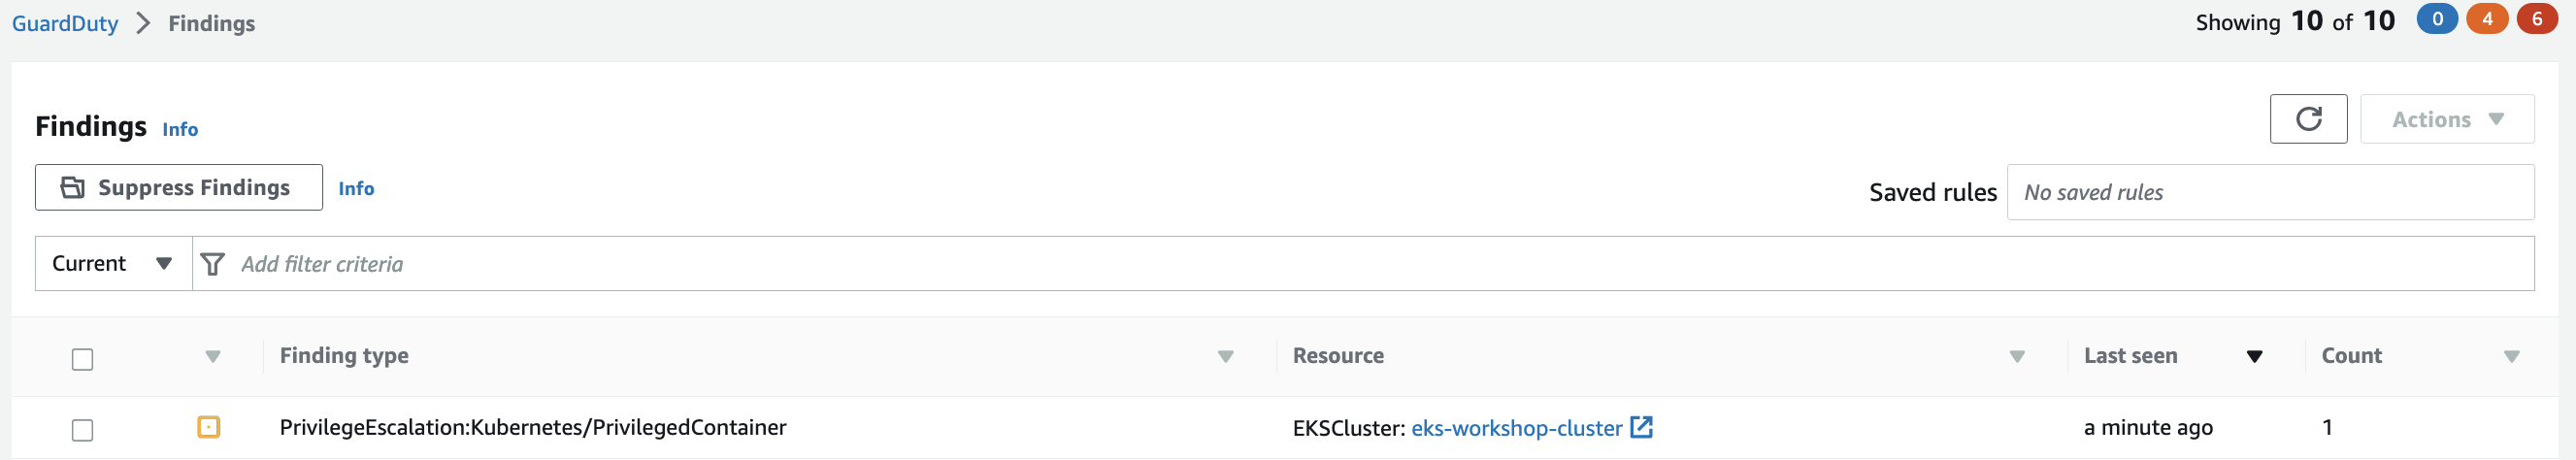 GuardDuty > Findings Showing 10 of 10 0 4 6
Findings Info Actions
Suppress Findings Info Saved rules No saved rules
Current Add filter criteria
Finding type Resource Last seen Count
PrivilegeEscalation:Kubernetes/PrivilegedContainer EKSCluster: eks-workshop-cluster a minute ago 1